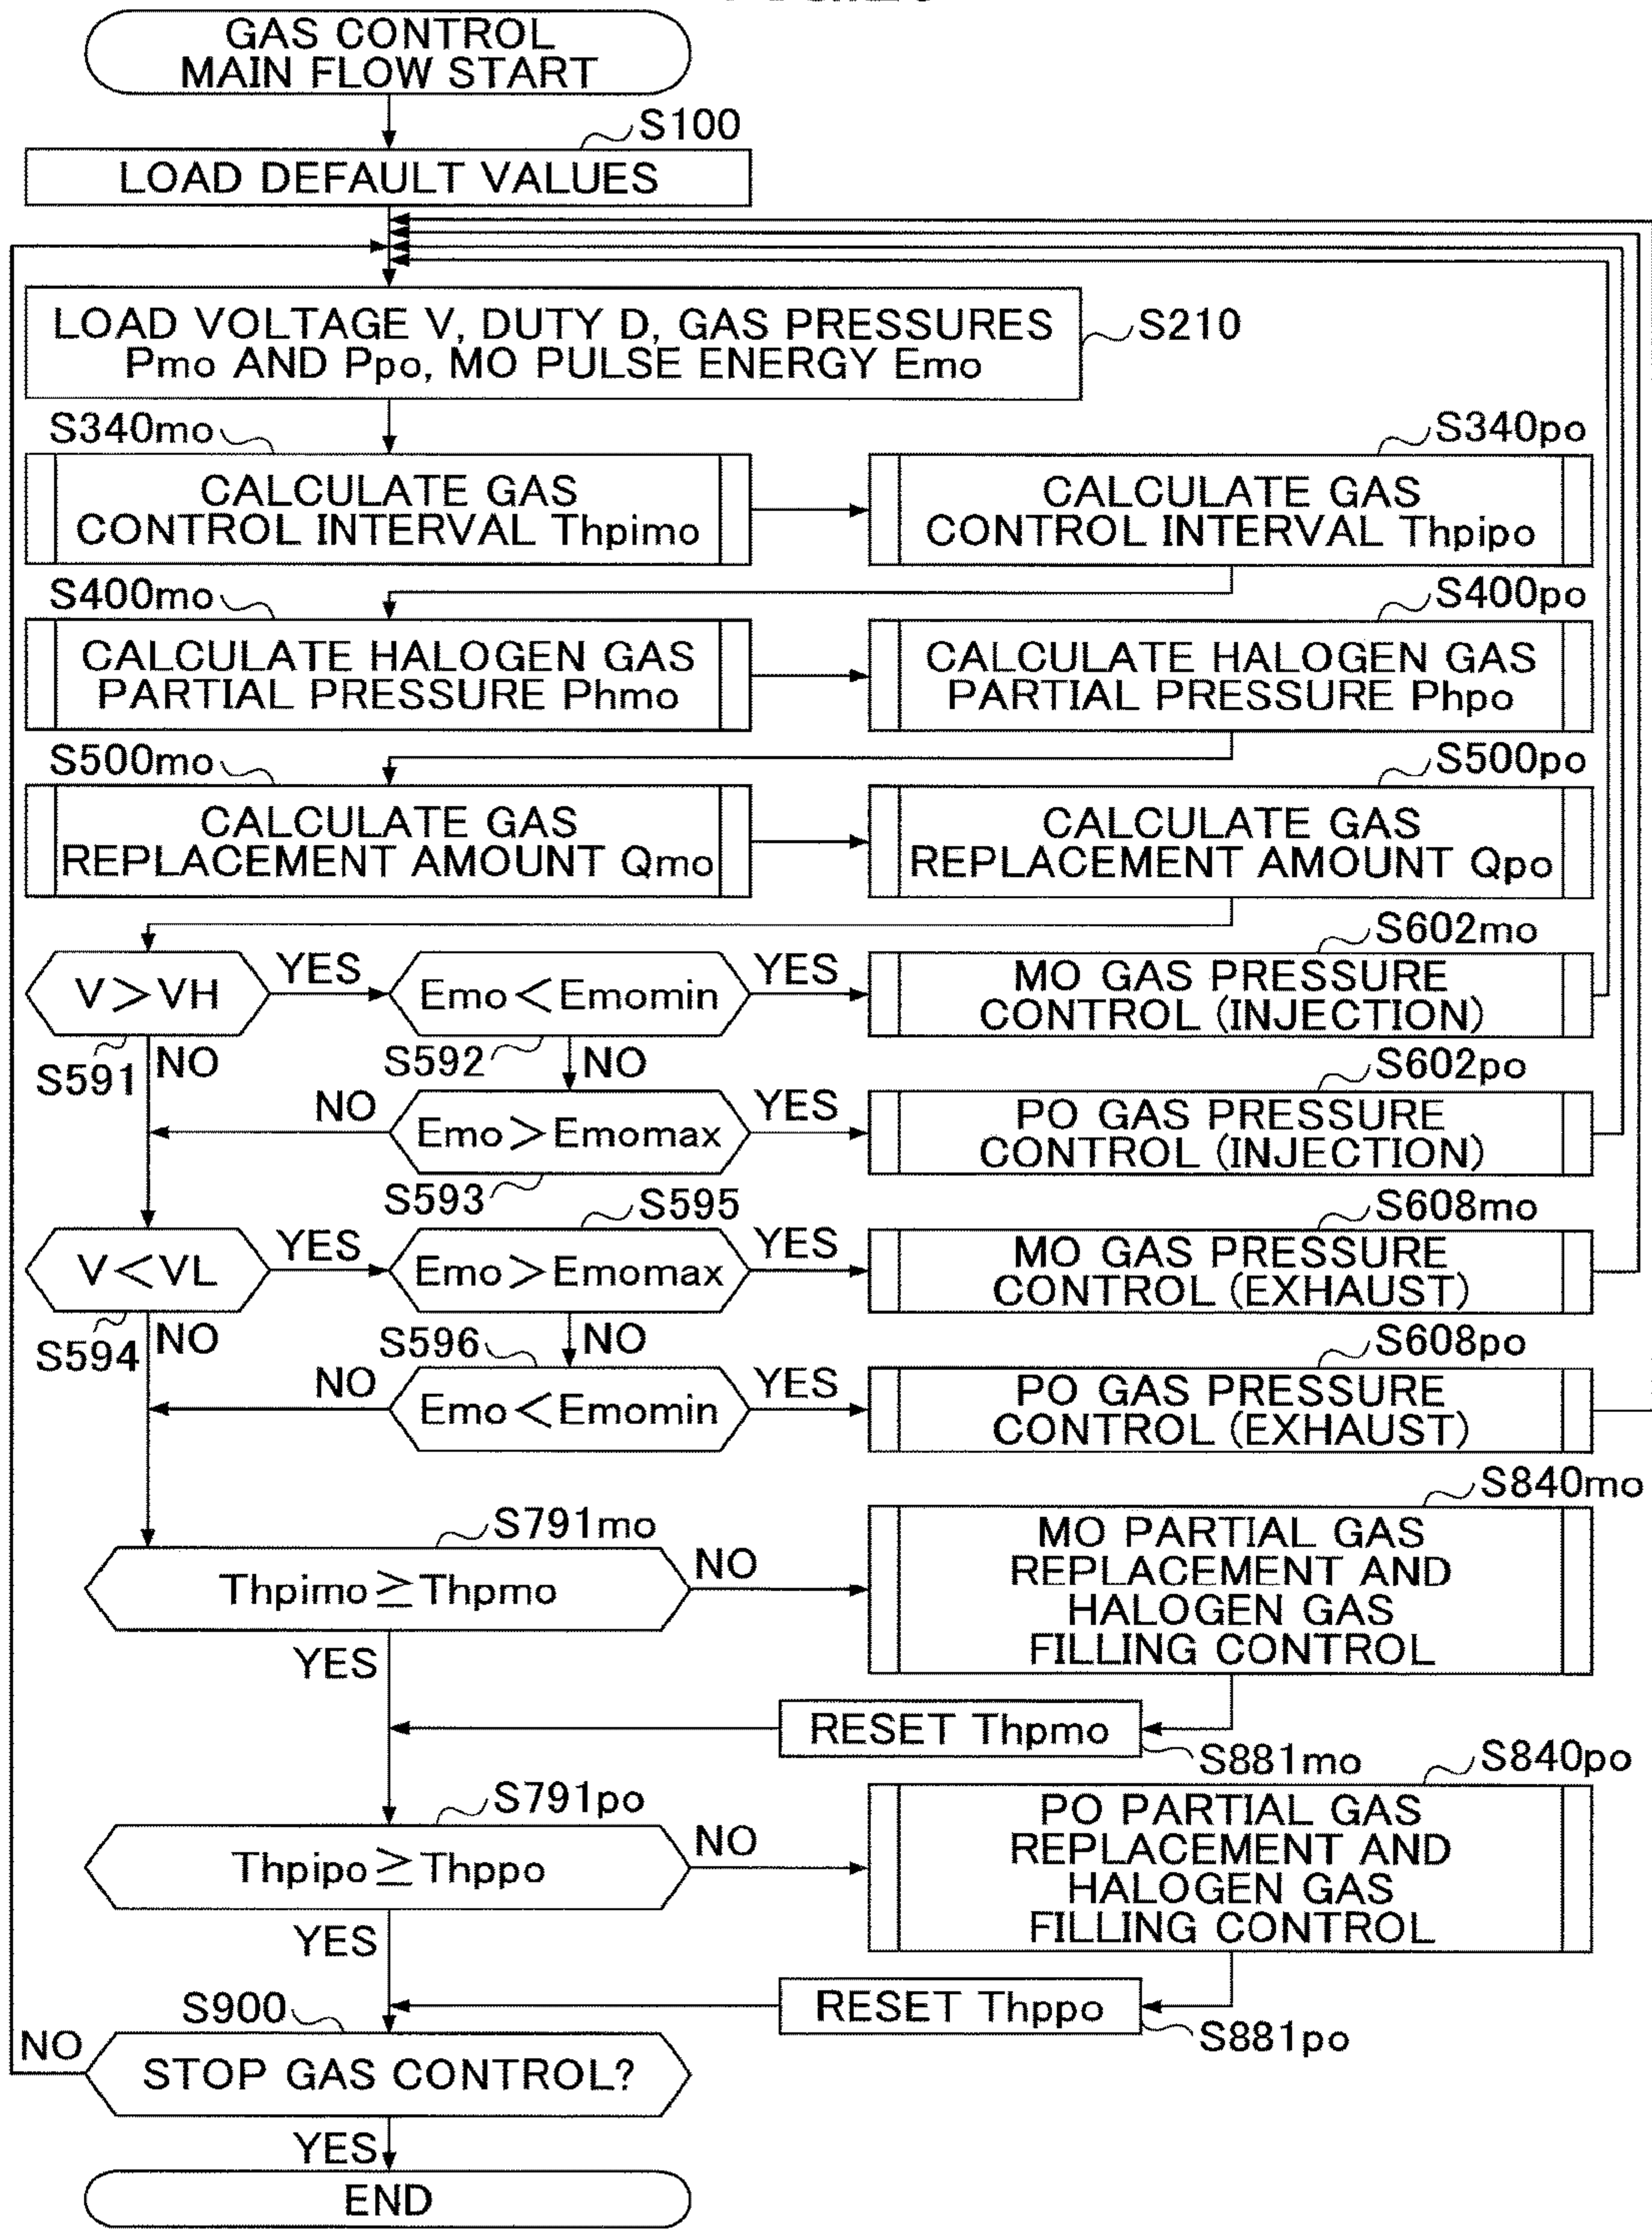 GAS CONTROL
MAIN FLOW START
S100
LOAD DEFAULT VALUES
LOAD VOLTAGE V, DUTY D, GAS PRESSURES
Pmo AND Ppo, MO PULSE ENERGY Emo
S210
S340mo
CALCULATE GAS
CONTROL INTERVAL Thpimo
S340po
CALCULATE GAS
CONTROL INTERVAL Thpipo
S400mo
CALCULATE HALOGEN GAS
PARTIAL PRESSURE Phmo
S400po
CALCULATE HALOGEN GAS
PARTIAL PRESSURE Phpo
S500mo
CALCULATE GAS
REPLACEMENT AMOUNT Qmo
S500po
CALCULATE GAS
REPLACEMENT AMOUNT Qpo
V>VH
YES
S591
NO
Emo<Emomin
YES
S592
NO
S602mo
MO GAS PRESSURE
CONTROL (INJECTION)
NO
Emo>Emomax
YES
S593
S602po
PO GAS PRESSURE
CONTROL (INJECTION)
V<VL
YES
S594
NO
S595
Emo>Emomax
YES
NO
S608mo
MO GAS PRESSURE
CONTROL (EXHAUST)
S596
NO
Emo<Emomin
YES
S608po
PO GAS PRESSURE
CONTROL (EXHAUST)
S791mo
Thpimo≧Thpmo
NO
YES
S840mo
MO PARTIAL GAS
REPLACEMENT AND
HALOGEN GAS
FILLING CONTROL
RESET Thpmo
S881mo
S791po
Thpipo≧Thppo
NO
YES
S840po
PO PARTIAL GAS
REPLACEMENT AND
HALOGEN GAS
FILLING CONTROL
RESET Thppo
S881po
S900
NO
STOP GAS CONTROL?
YES
END